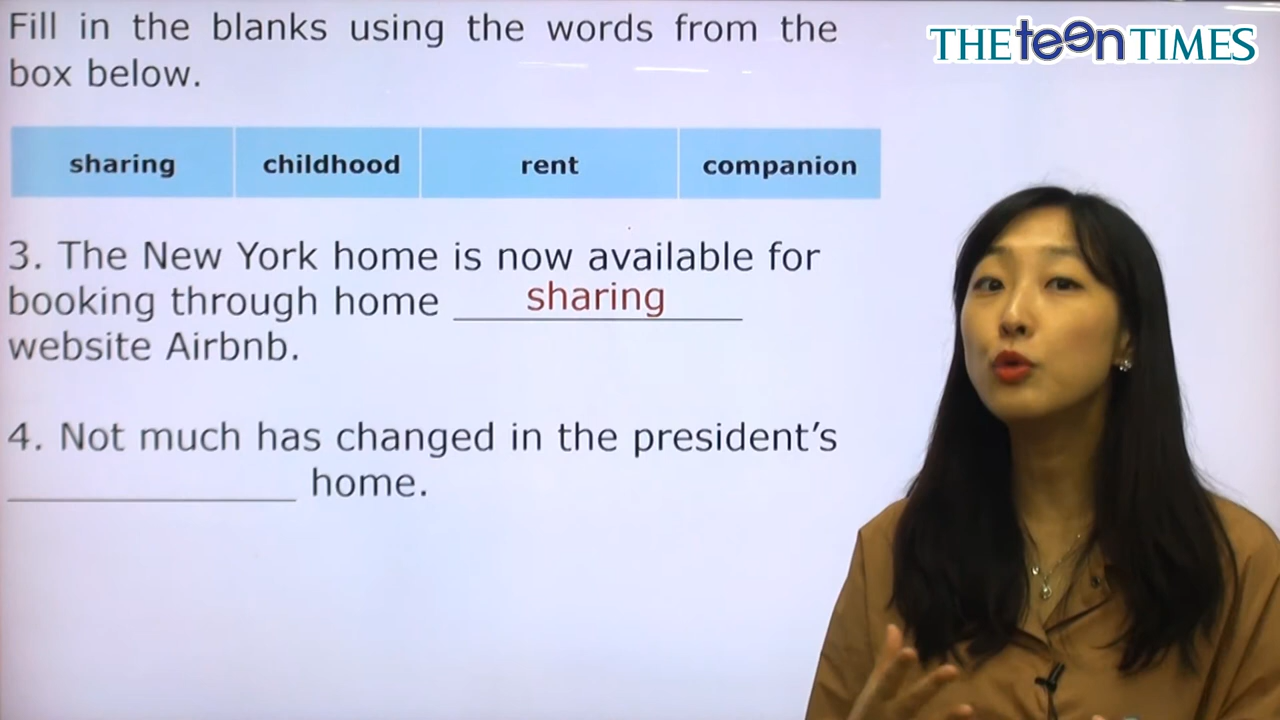 Fill in the blanks using the words from the
box below.
THE teen TIMES
sharing childhood rent companion
3. The New York home is now available for
booking through home sharing
website Airbnb.
4. Not much has changed in the president’s
____________ home.